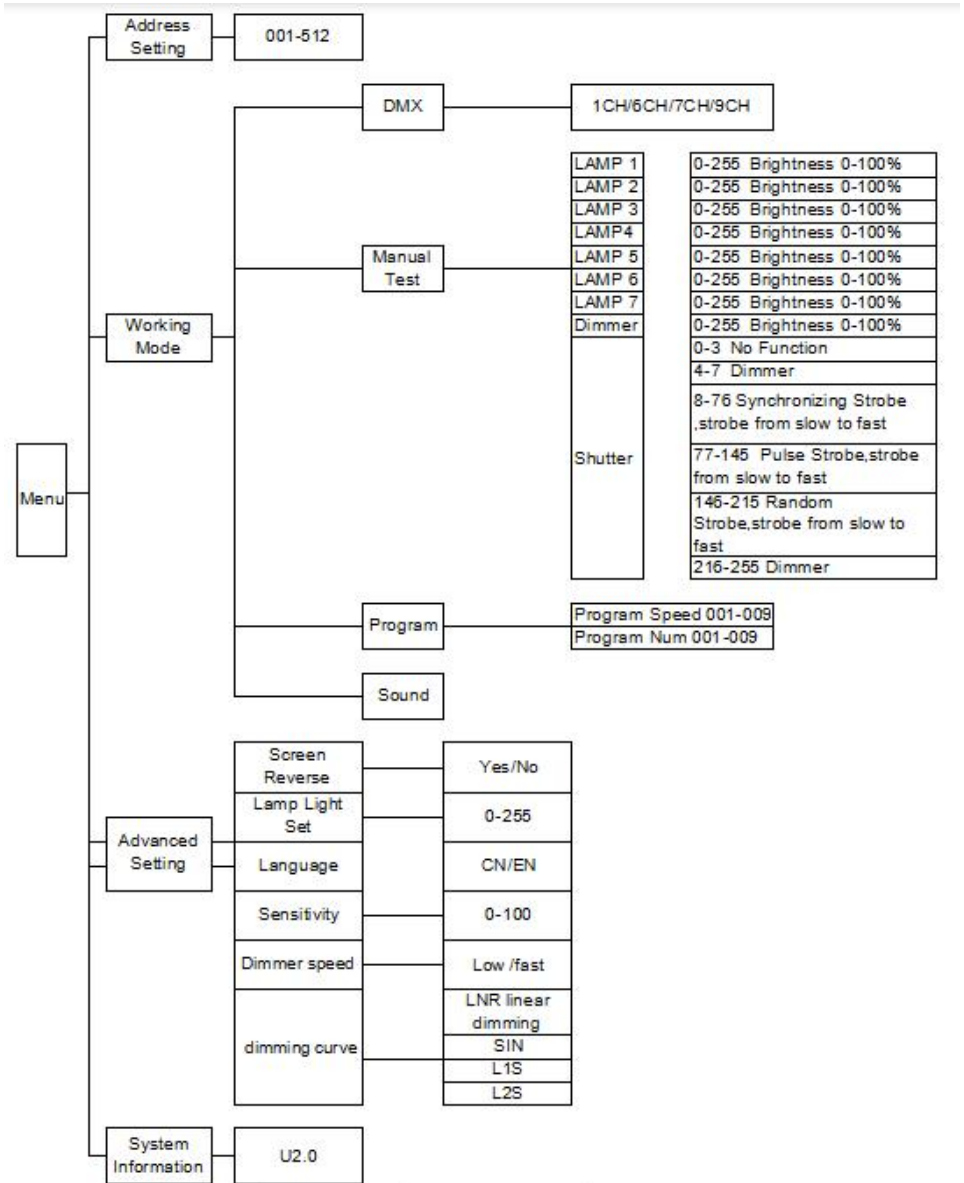 Address
Setting
001-512
DMX
1CH/6CH/7CH/9CH
LAMP 1
0-255 Brightness 0-100%
LAMP 2
0-255 Brightness 0-100%
LAMP 3
0-255 Brightness 0-100%
LAMP4
0-255 Brightness 0-100%
Manual
Test
LAMP 5
0-255 Brightness 0-100%
LAMP 6
0-255 Brightness 0-100%
LAMP 7
0-255 Brightness 0-100%
Working
Mode
Dimmer
0-255 Brightness 0-100%
0-3 No Function
4-7 Dimmer
8-76 Synchronizing Strobe
,strobe from slow to fast
Menu
Shutter
77-145 Pulse Strobe,strobe
from slow to fast
146-215 Random
Strobe,strobe from slow to
fast
216-255 Dimmer
Program
Program Speed 001-009
Program Num 001-009
Sound
Screen
Reverse
Yes/No
Lamp Light
Set
0-255
Advanced
Setting
Language
CN/EN
Sensitivity
0-100
Dimmer speed
Low /fast
dimming curve
LNR linear
dimming
SIN
L1S
L2S
System
Information
U2.0